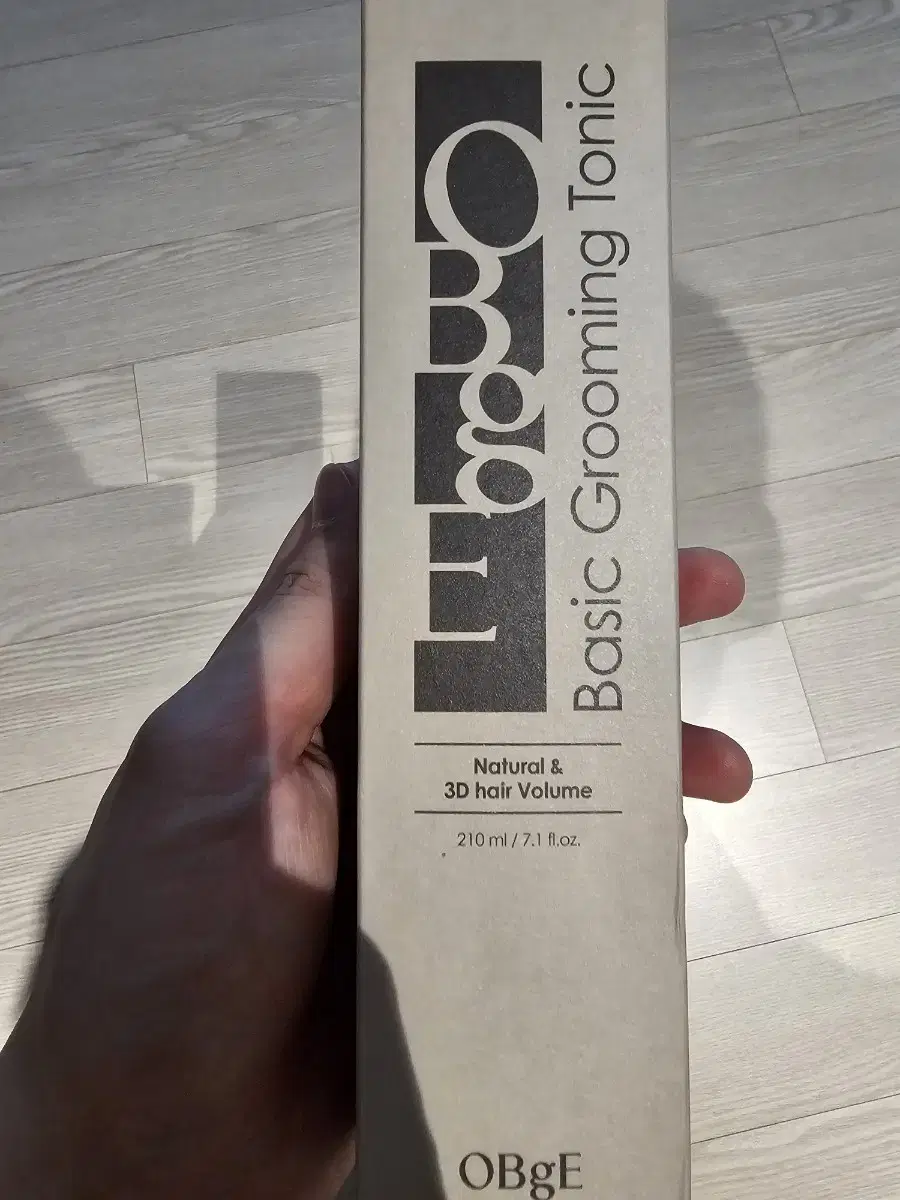 OBgE
Basic Grooming Tonic
Natural &
3D hair Volume
210 ml / 7.1 fl.oz.
OBgE